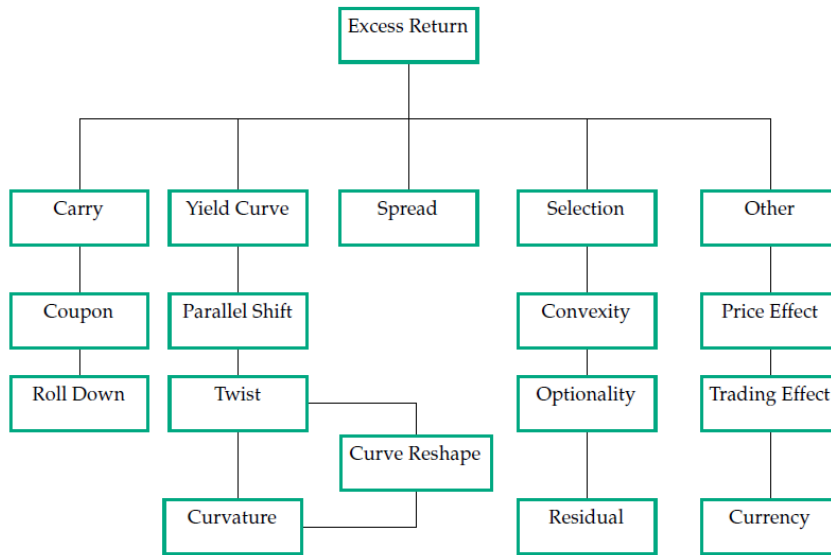 Excess Return
Carry
Yield Curve
Spread
Selection
Other
Coupon
Parallel Shift
Convexity
Price Effect
Roll Down
Twist
Optionality
Trading Effect
Curve Reshape
Curvature
Residual
Currency